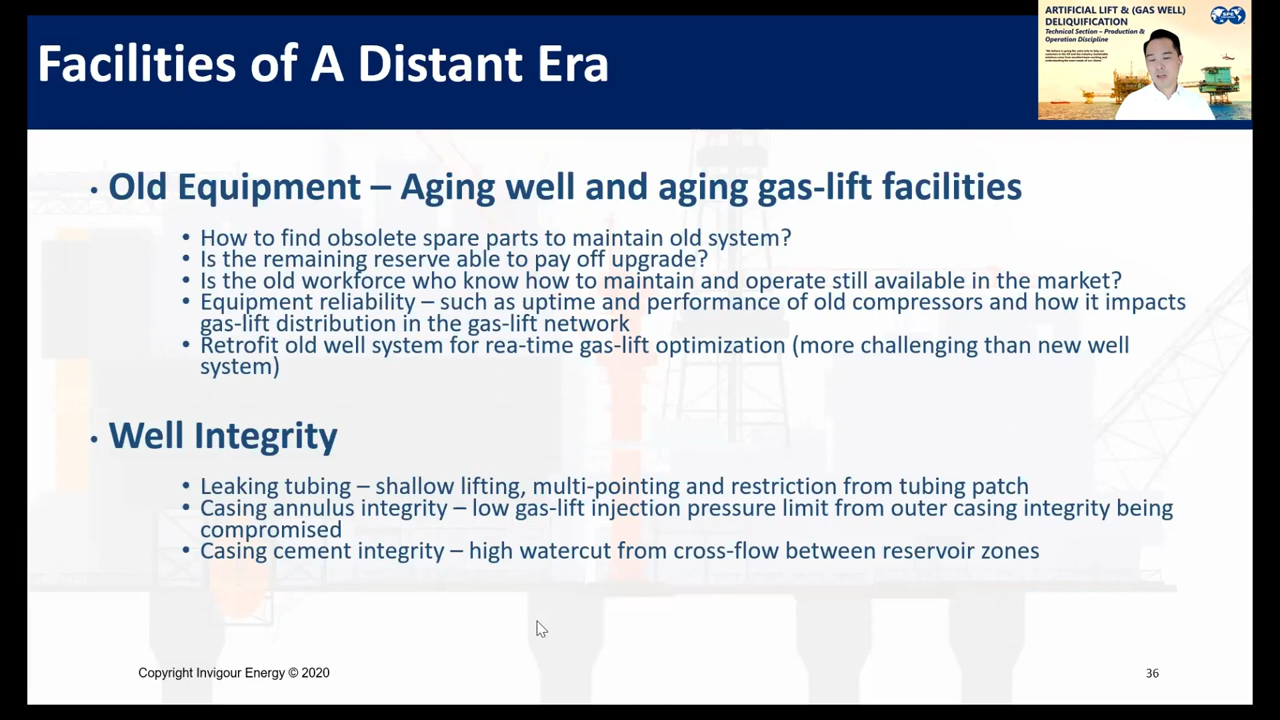 Facilities of A Distant Era
ARTIFICIAL LIFT & (GAS WELL)
DELIQUIFICATION
Technical Section – Production &
Operation Discipline
SPE
• Old Equipment – Aging well and aging gas-lift facilities
• How to find obsolete spare parts to maintain old system?
• Is the remaining reserve able to pay off upgrade?
• Is the old workforce who know how to maintain and operate still available in the market?
• Equipment reliability – such as uptime and performance of old compressors and how it impacts
gas-lift distribution in the gas-lift network
• Retrofit old well system for rea-time gas-lift optimization (more challenging than new well
system)
• Well Integrity
• Leaking tubing – shallow lifting, multi-pointing and restriction from tubing patch
• Casing annulus integrity – low gas-lift injection pressure limit from outer casing integrity being
compromised
• Casing cement integrity – high watercut from cross-flow between reservoir zones
Copyright Invigour Energy © 2020
36